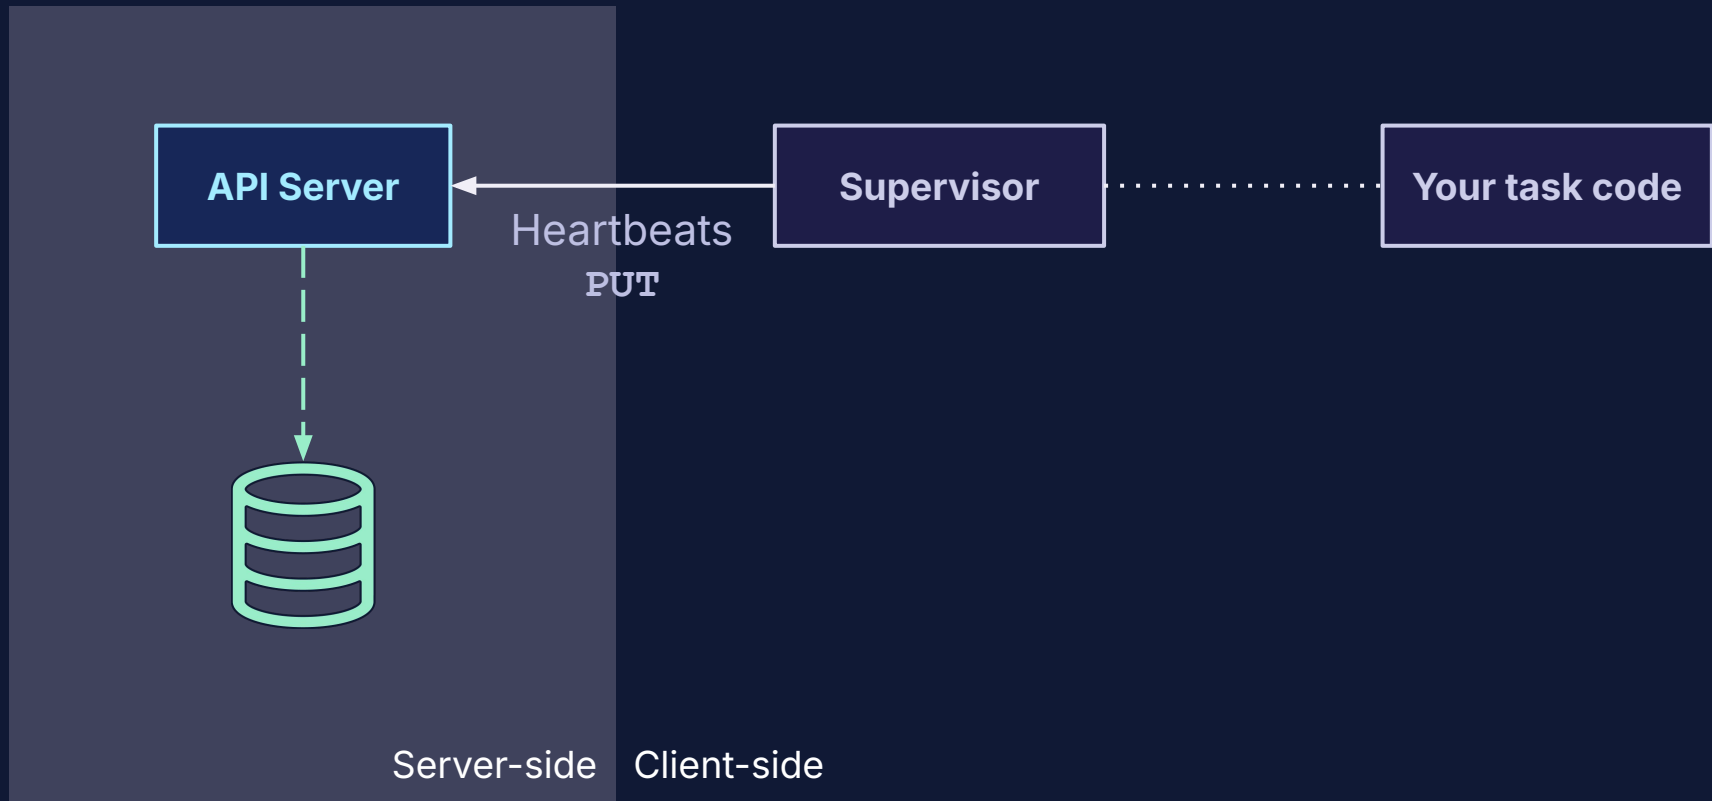 API Server
Supervisor
Your task code
Heartbeats
PUT
Server-side
Client-side